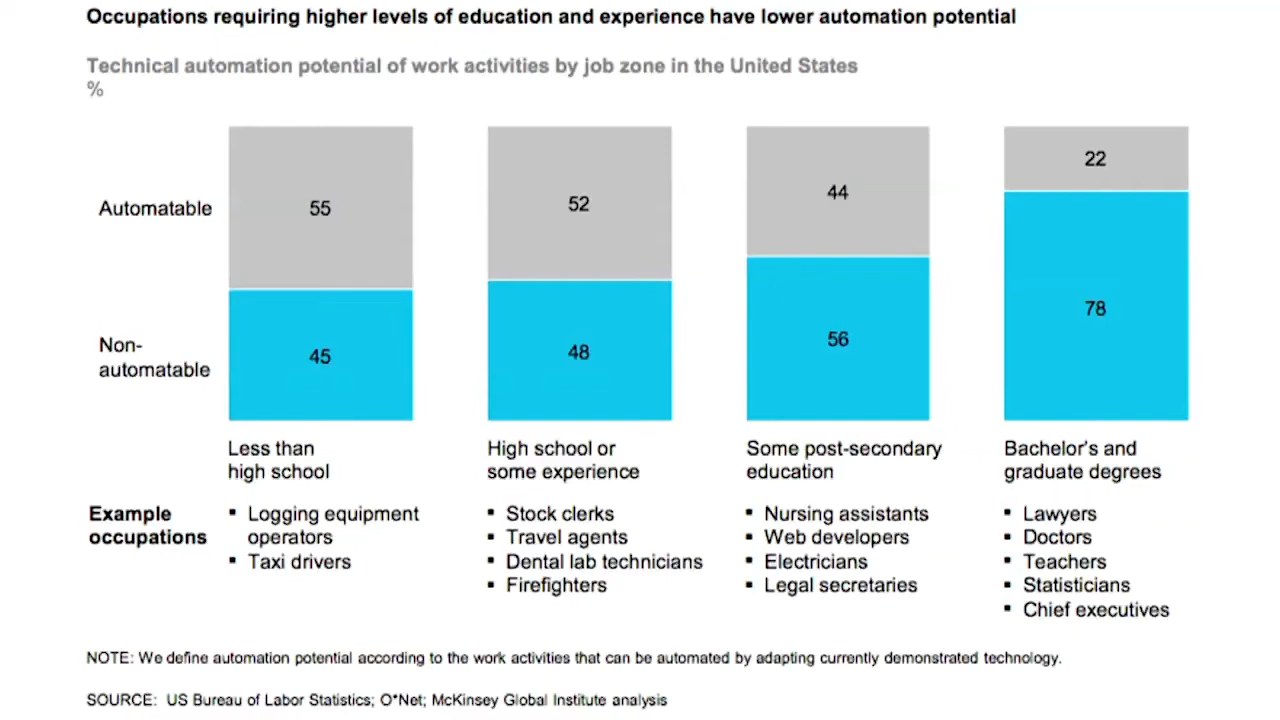 Occupations requiring higher levels of education and experience have lower automation potential
Technical automation potential of work activities by job zone in the United States
%
Automatable
55
52
44
22
Non-
automatable
45
48
56
78
Less than
high school
High school or
some experience
Some post-secondary
education
Bachelor's and
graduate degrees
Example
occupations
▪ Logging equipment
operators
▪ Taxi drivers
▪ Stock clerks
▪ Travel agents
▪ Dental lab technicians
▪ Firefighters
▪ Nursing assistants
▪ Web developers
▪ Electricians
▪ Legal secretaries
▪ Lawyers
▪ Doctors
▪ Teachers
▪ Statisticians
▪ Chief executives
NOTE: We define automation potential according to the work activities that can be automated by adapting currently demonstrated technology.
SOURCE: US Bureau of Labor Statistics; O*Net; McKinsey Global Institute analysis